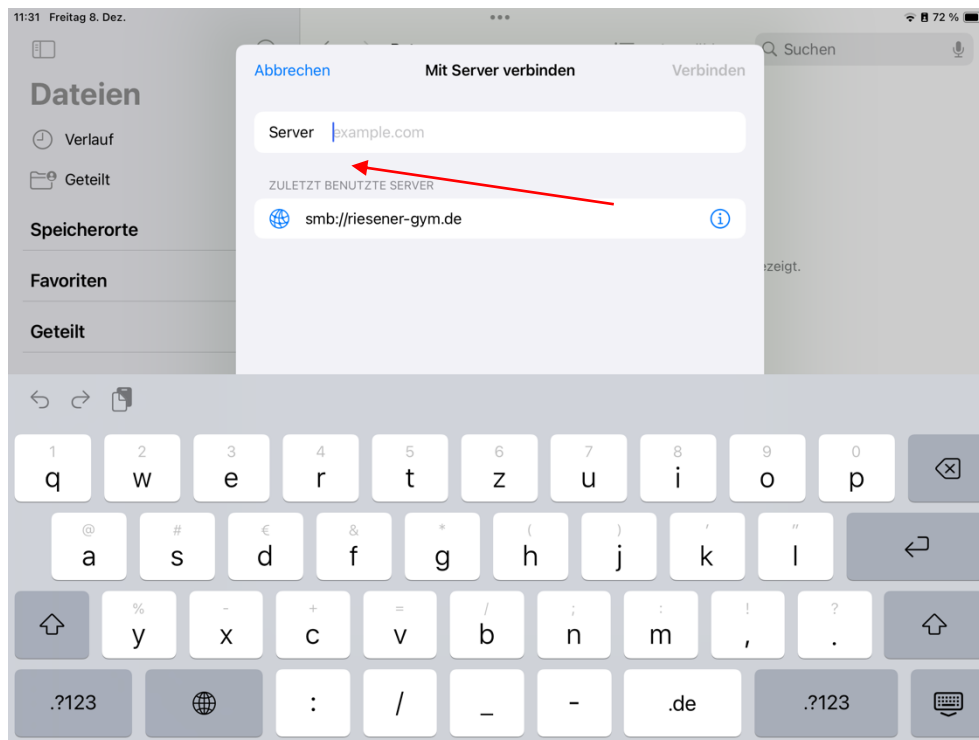 11:31 Freitag 8. Dez.
72 %
Abbrechen
Mit Server verbinden
Verbinden
Suchen
Dateien
Verlauf
Geteilt
Speicherorte
Favoriten
Geteilt
Server example.com
ZULETZT BENUTZTE SERVER
smb://riesener-gym.de
ezeigt.
1 2 3 4 5 6 7 8 9 0
q w e r t z u i o p
@ # € & * ( ) ' "
a s d f g h j k l
% - + = / ; : ! ?
y x c v b n m , .
.?123 : / _ - .de .?123